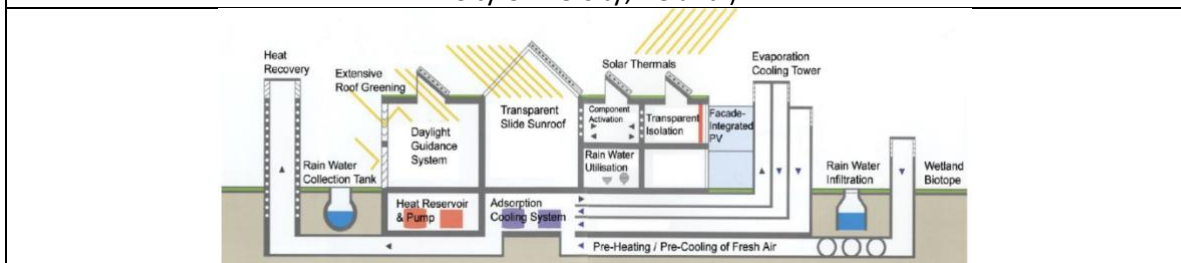 Heat
Recovery
Extensive
Roof Greening
Rain Water
Collection Tank
Daylight
Guidance
System
Transparent
Slide Sunroof
Solar Thermals
Component
Activation
Transparent
Isolation
Facade-
Integrated
PV
Rain Water
Utilisation
Evaporation
Cooling Tower
Rain Water
Infiltration
Wetland
Biotope
Heat Reservoir
& Pump
Adsorption
Cooling System
Pre-Heating / Pre-Cooling of Fresh Air